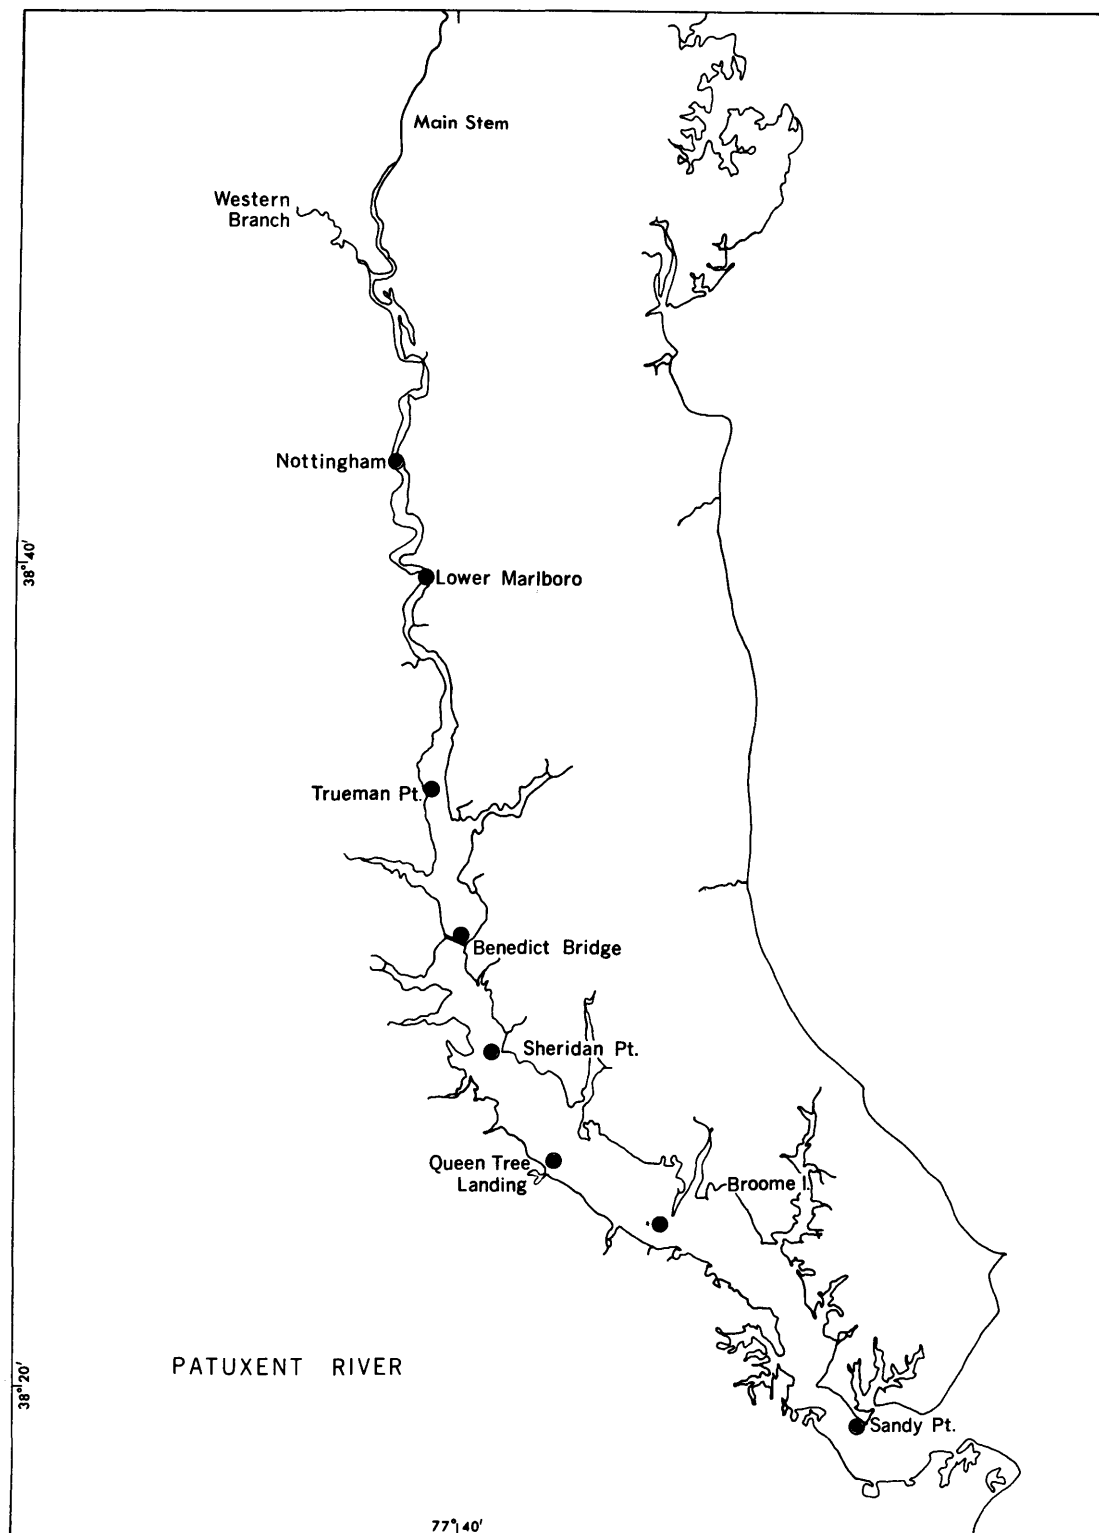 Main Stem
Western
Branch
Nottingham
38°40'
Lower Marlboro
Trueman Pt.
Benedict Bridge
Sheridan Pt.
Queen Tree
Landing
Broome I.
PATUXENT RIVER
38°20'
Sandy Pt.
77°40'